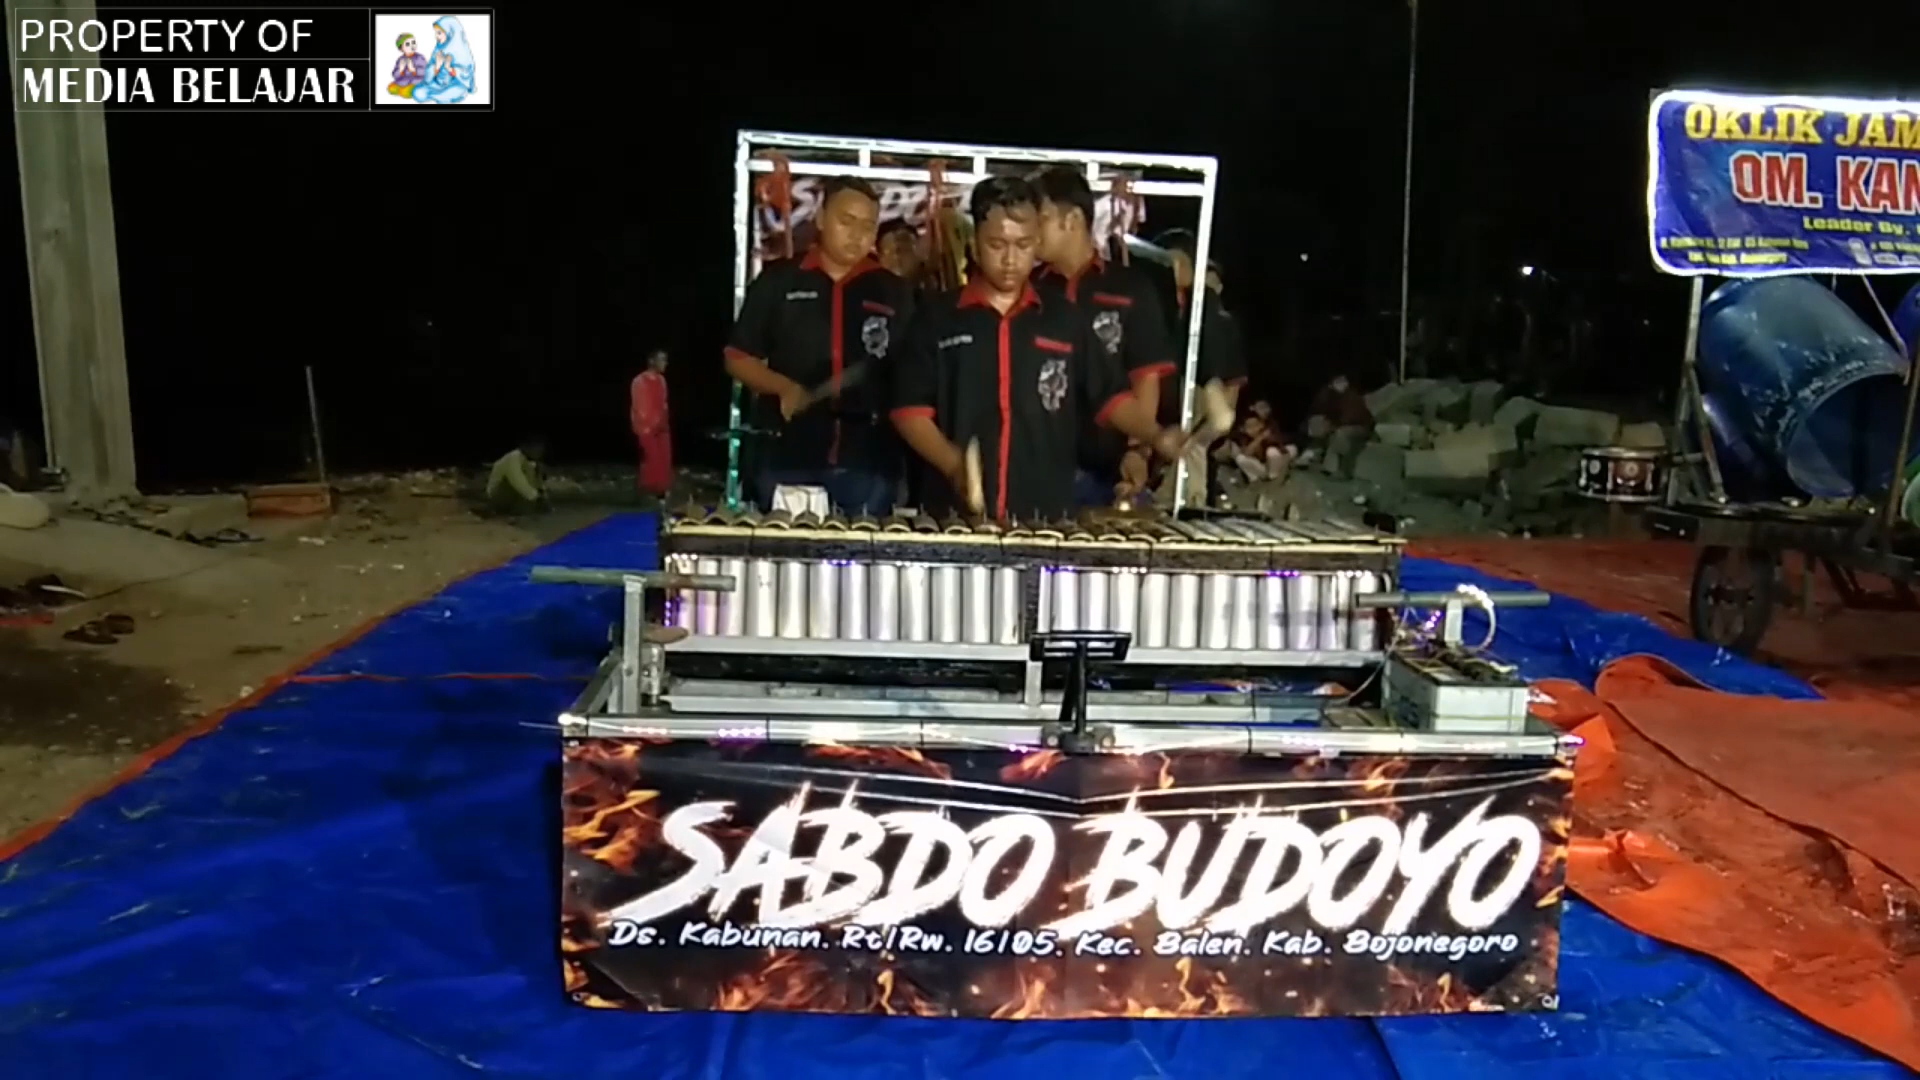 PROPERTY OF
MEDIA BELAJAR
OKLIK JAM
OM. KAN
Leader By.
SABDO BUDOYO
Ds. Kabunan. Rt/Rw. 16/05. Kec. Balen. Kab. Bojonegoro